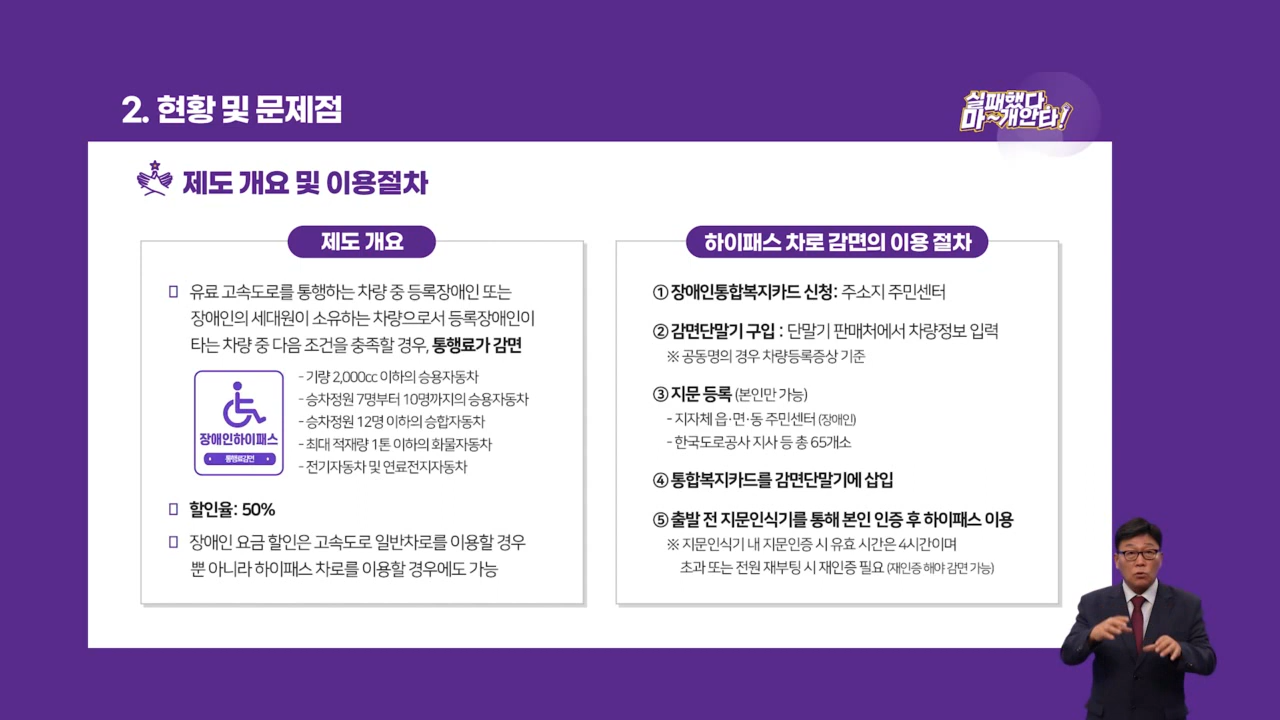 2. 현황 및 문제점
실패했다
마~개안타!
제도 개요 및 이용절차
제도 개요
유료 고속도로를 통행하는 차량 중 등록장애인 또는
장애인의 세대원이 소유하는 차량으로서 등록장애인이
타는 차량 중 다음 조건을 충족할 경우, 통행료가 감면
장애인하이패스
통행료감면
- 기량 2,000cc 이하의 승용자동차
- 승차정원 7명부터 10명까지의 승용자동차
- 승차정원 12명 이하의 승합자동차
- 최대 적재량 1톤 이하의 화물자동차
- 전기자동차 및 연료전지자동차
할인율: 50%
장애인 요금 할인은 고속도로 일반차로를 이용할 경우
뿐 아니라 하이패스 차로를 이용할 경우에도 가능
하이패스 차로 감면의 이용 절차
① 장애인통합복지카드 신청: 주소지 주민센터
② 감면단말기 구입 : 단말기 판매처에서 차량정보 입력
※ 공동명의 경우 차량등록증상 기준
③ 지문 등록 (본인만 가능)
- 지자체 읍·면·동 주민센터 (장애인)
- 한국도로공사 지사 등 총 65개소
④ 통합복지카드를 감면단말기에 삽입
⑤ 출발 전 지문인식기를 통해 본인 인증 후 하이패스 이용
※ 지문인식기 내 지문인증 시 유효 시간은 4시간이며
초과 또는 전원 재부팅 시 재인증 필요 (재인증 해야 감면 가능)